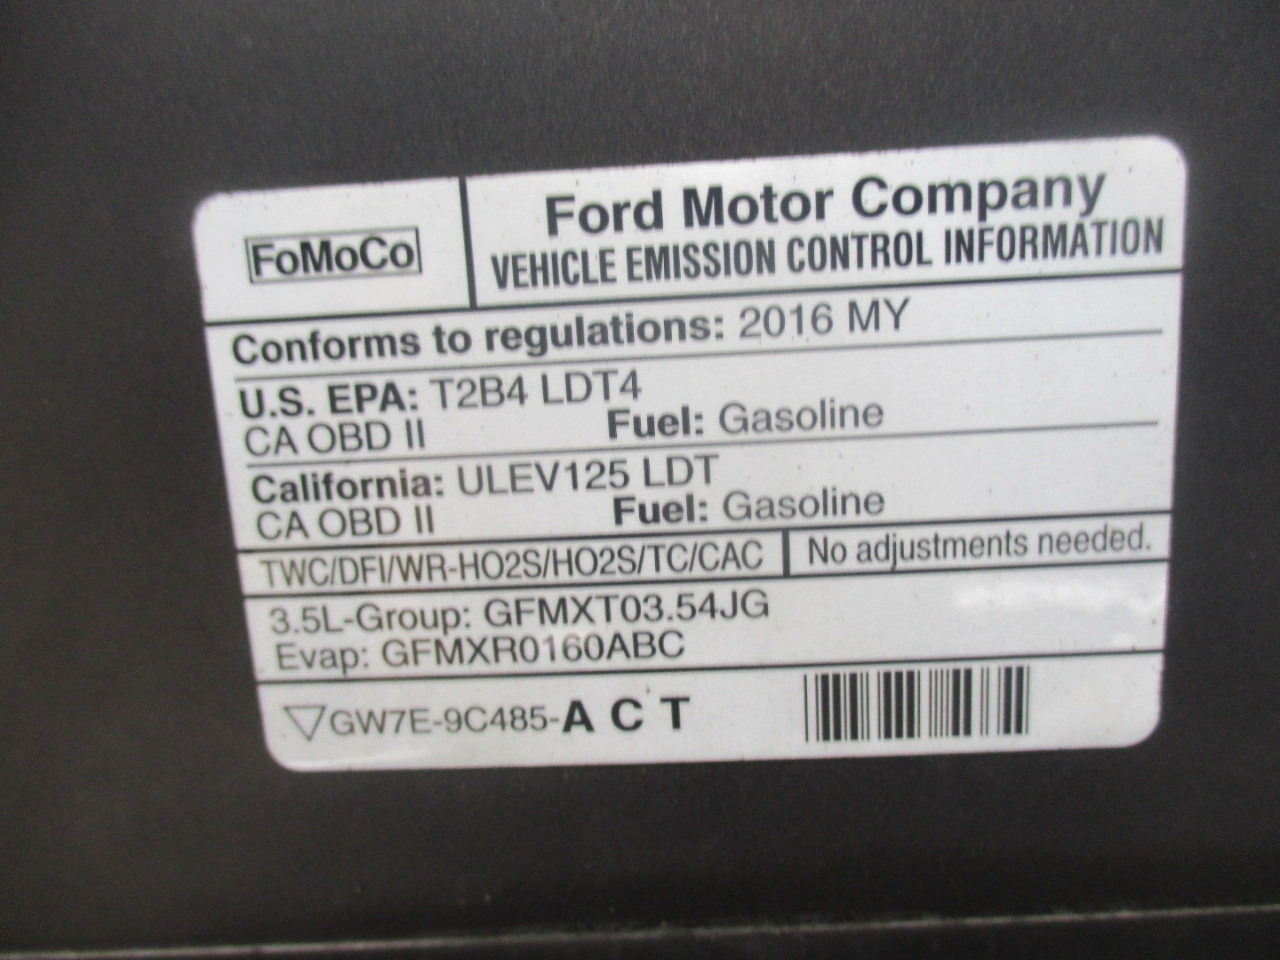 FoMoCo
Ford Motor Company
VEHICLE EMISSION CONTROL INFORMATION
Conforms to regulations: 2016 MY
U.S. EPA: T2B4 LDT4
CA OBD II Fuel: Gasoline
California: ULEV125 LDT
CA OBD II Fuel: Gasoline
TWC/DFI/WR-HO2S/HO2S/TC/CAC No adjustments needed.
3.5L-Group: GFMXT03.54JG
Evap: GFMXR0160ABC
GW7E-9C485-A C T